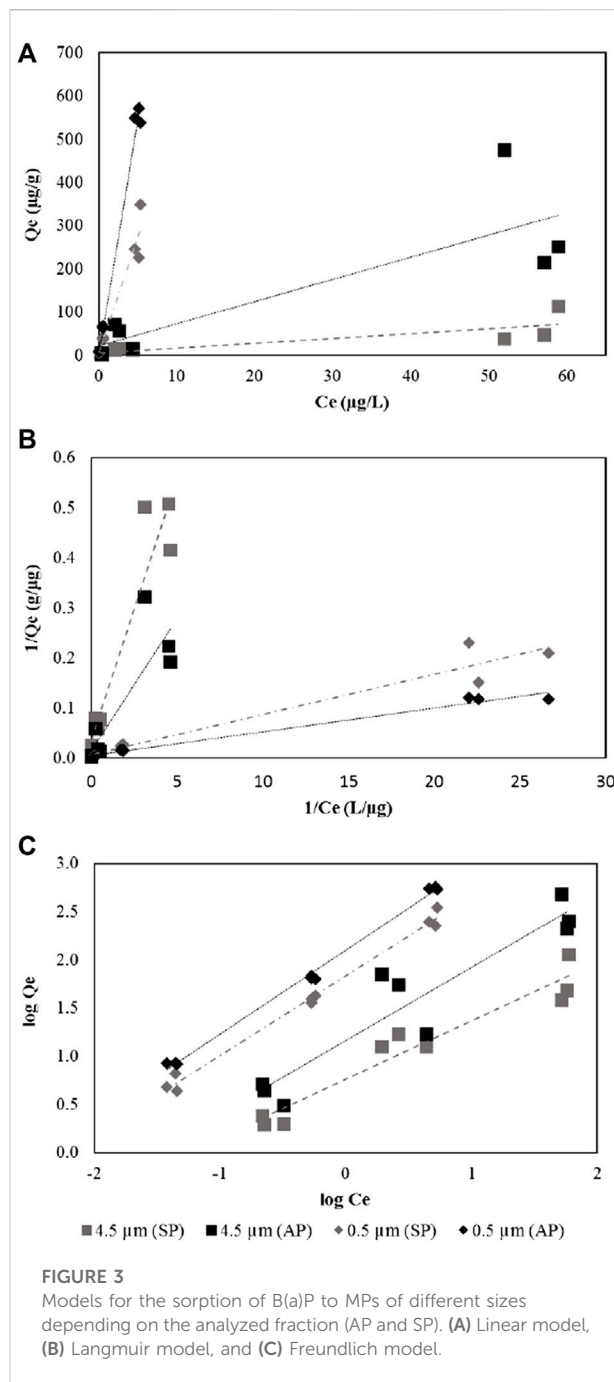 A
700
600
500
400
300
200
100
0
Qe (µg/g)
0 10 20 30 40 50 60
Ce (µg/L)
B
0.6
0.5
0.4
0.3
0.2
0.1
0.0
1/Qe (g/µg)
0 5 10 15 20 25 30
1/Ce (L/µg)
C
3.0
2.5
2.0
1.5
1.0
0.5
0.0
log Qe
-2 -1 0 1 2
log Ce
4.5 µm (SP) 4.5 µm (AP) 0.5 µm (SP) 0.5 µm (AP)
FIGURE 3
Models for the sorption of B(a)P to MPs of different sizes
depending on the analyzed fraction (AP and SP). (A) Linear model,
(B) Langmuir model, and (C) Freundlich model.